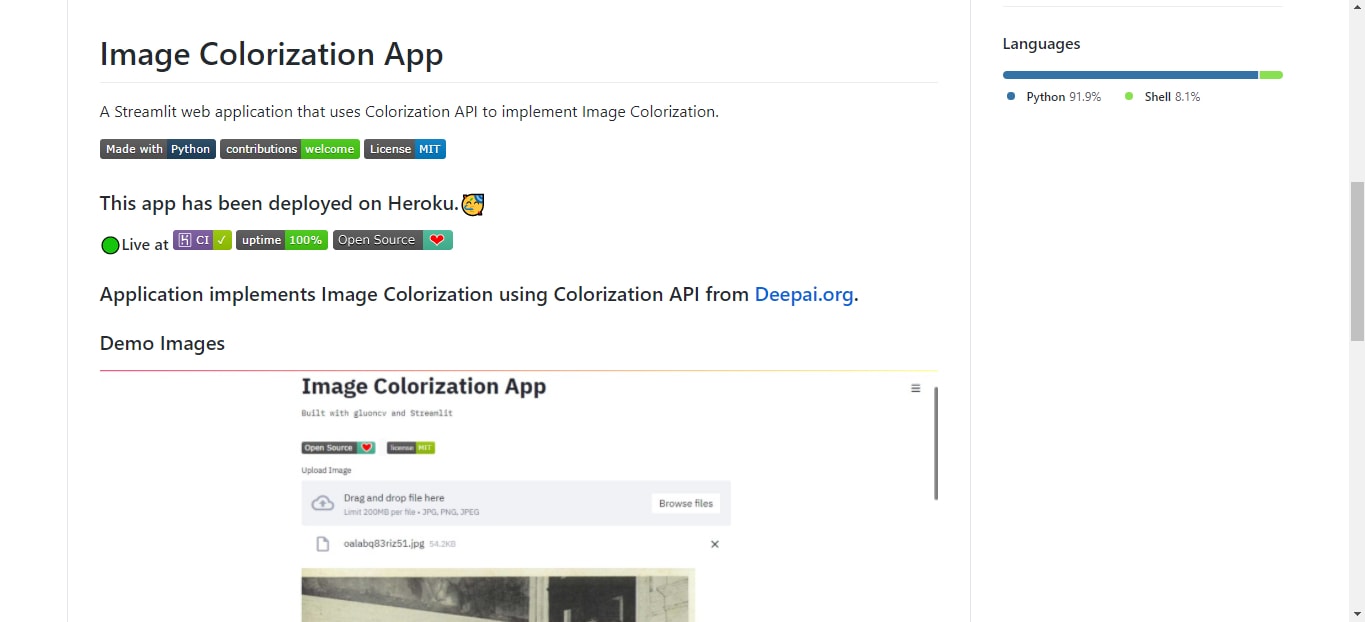 Image Colorization App
A Streamlit web application that uses Colorization API to implement Image Colorization.
Made with Python contributions welcome License MIT
This app has been deployed on Heroku.
Live at CI ✓ uptime 100% Open Source
Application implements Image Colorization using Colorization API from Deepai.org.
Demo Images
Image Colorization App
Built with gluoncv and Streamlit
Open Source license MIT
Upload Image
Drag and drop file here
Limit 200MB per file • JPG, PNG, JPEG
Browse files
oalabq83riz51.jpg 54.2KB
Languages
Python 91.9% Shell 8.1%